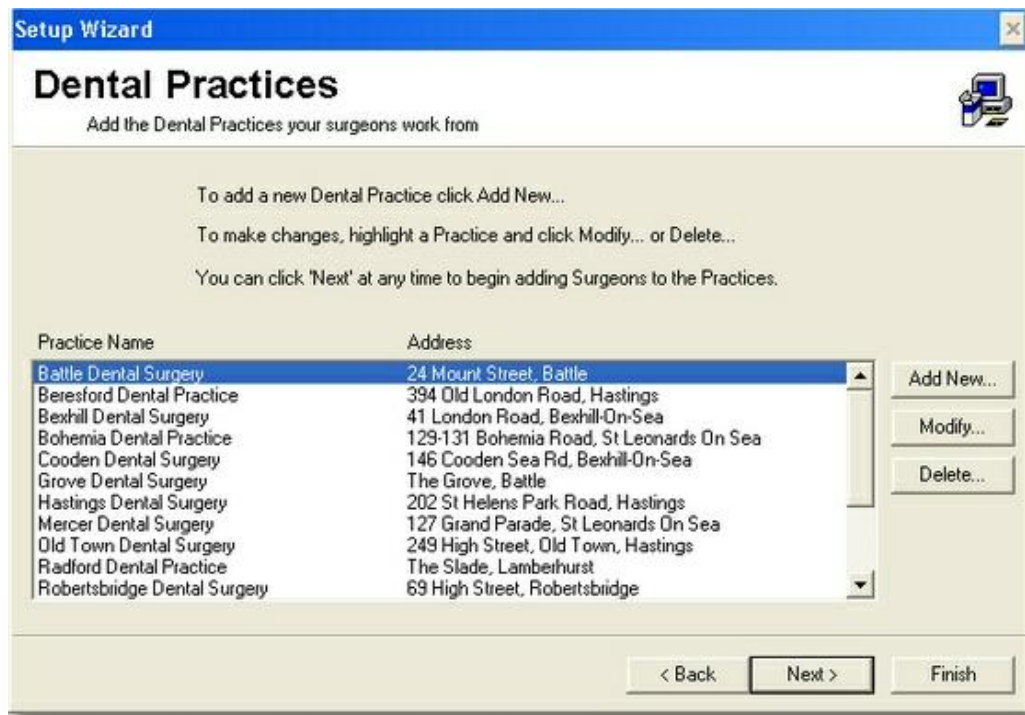 Setup Wizard
Dental Practices
Add the Dental Practices your surgeons work from
To add a new Dental Practice click Add New...
To make changes, highlight a Practice and click Modify... or Delete...
You can click 'Next' at any time to begin adding Surgeons to the Practices.
Practice Name Address
Battle Dental Surgery 24 Mount Street, Battle
Beresford Dental Practice 394 Old London Road, Hastings
Bexhill Dental Surgery 41 London Road, Bexhill-On-Sea
Bohemia Dental Practice 129-131 Bohemia Road, St Leonards On Sea
Cooden Dental Surgery 146 Cooden Sea Rd, Bexhill-On-Sea
Grove Dental Surgery The Grove, Battle
Hastings Dental Surgery 202 St Helens Park Road, Hastings
Mercer Dental Surgery 127 Grand Parade, St Leonards On Sea
Old Town Dental Surgery 249 High Street, Old Town, Hastings
Radford Dental Practice The Slade, Lamberhurst
Robertsbridge Dental Surgery 69 High Street, Robertsbridge
Add New...
Modify...
Delete...
< Back Next > Finish